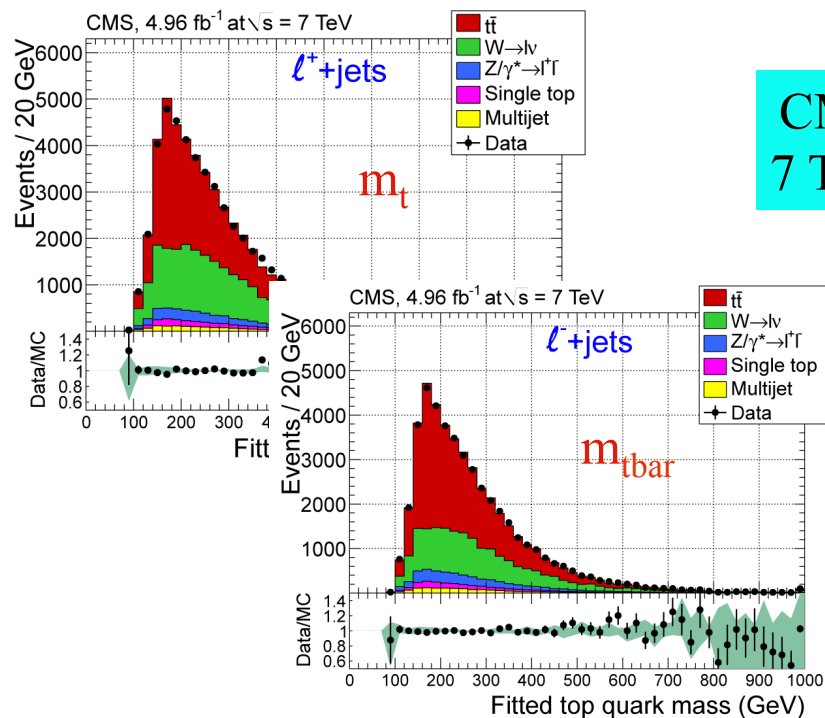 CMS, 4.96 fb⁻¹ at √s = 7 TeV
tt̄
W→lν
Z/γ*→l⁺l⁻
Single top
Multijet
Data
ℓ⁺+jets
mt
Events / 20 GeV
6000
5000
4000
3000
2000
1000
Data/MC
1.4
1.2
1
0.8
0.6
0 100 200 300
Fitt
7 T
CMS, 4.96 fb⁻¹ at √s = 7 TeV
tt̄
W→lν
Z/γ*→l⁺l⁻
Single top
Multijet
Data
ℓ⁻+jets
mtbar
Events / 20 GeV
6000
5000
4000
3000
2000
1000
Data/MC
1.4
1.2
1
0.8
0.6
0 100 200 300 400 500 600 700 800 900 1000
Fitted top quark mass (GeV)